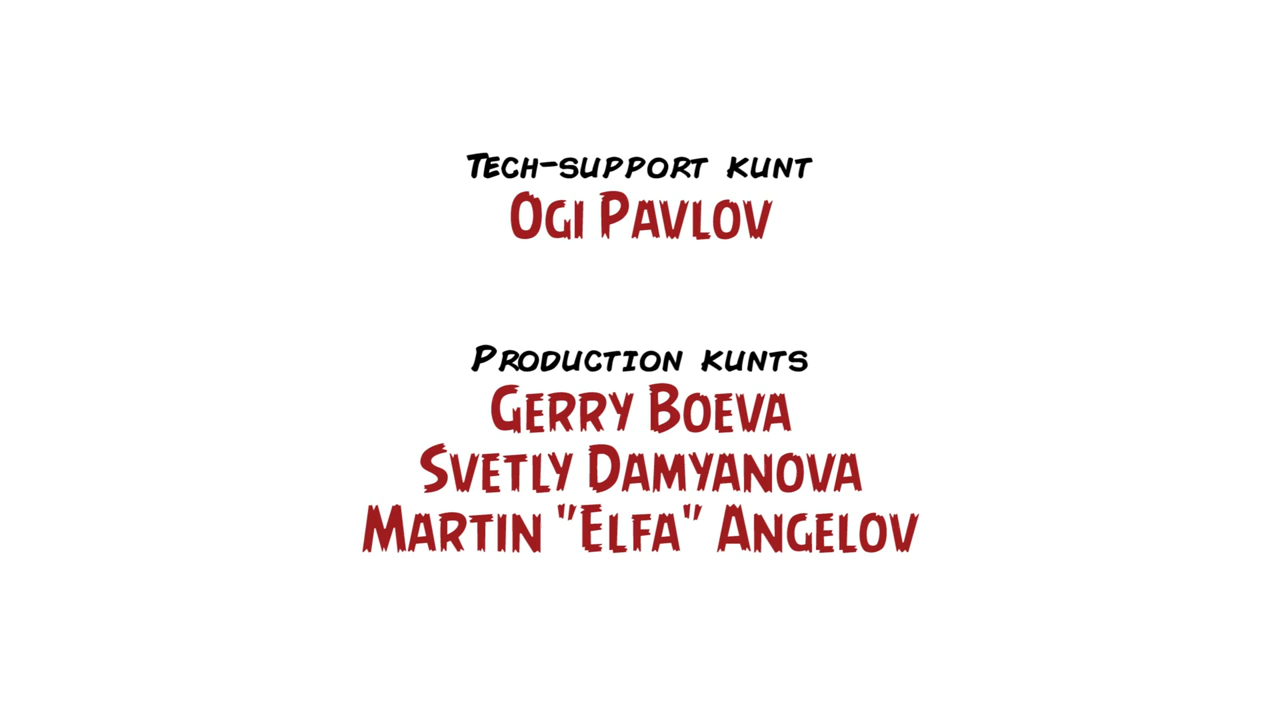 Tech-support kunt
Ogi Pavlov
Production kunts
Gerry Boeva
Svetly Damyanova
Martin "Elfa" Angelov